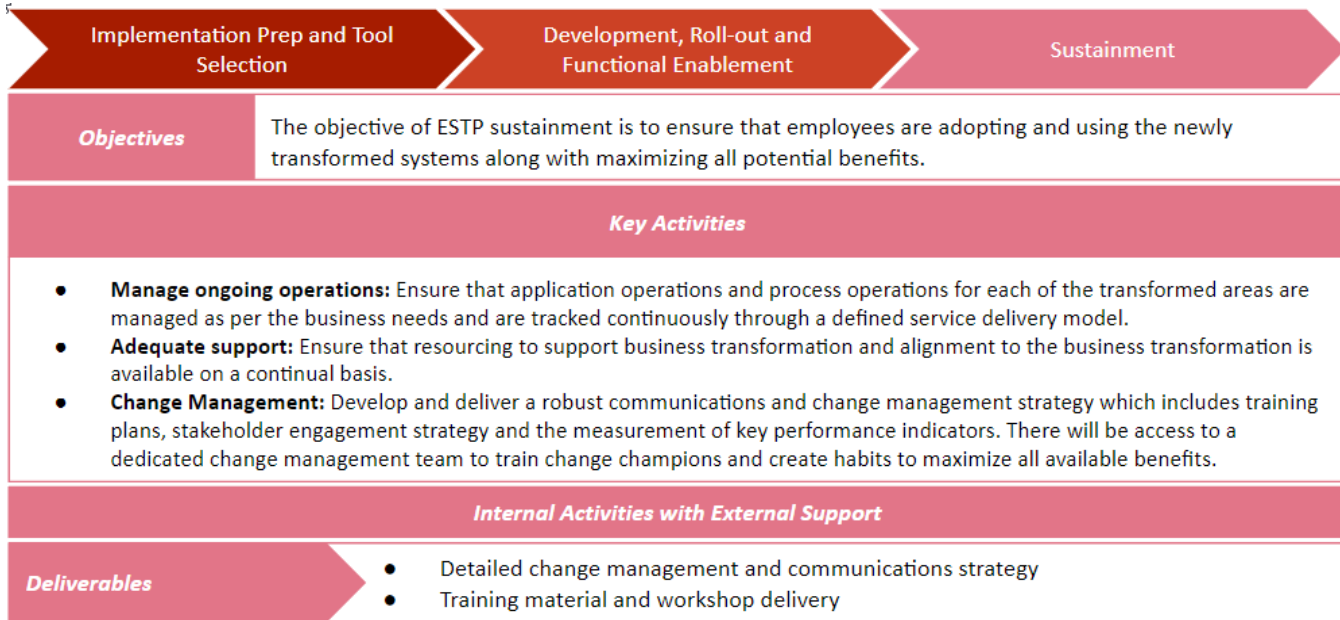 Implementation Prep and Tool
Selection
Development, Roll-out and
Functional Enablement
Sustainment
Objectives
The objective of ESTP sustainment is to ensure that employees are adopting and using the newly
transformed systems along with maximizing all potential benefits.
Key Activities
● Manage ongoing operations: Ensure that application operations and process operations for each of the transformed areas are
managed as per the business needs and are tracked continuously through a defined service delivery model.
● Adequate support: Ensure that resourcing to support business transformation and alignment to the business transformation is
available on a continual basis.
● Change Management: Develop and deliver a robust communications and change management strategy which includes training
plans, stakeholder engagement strategy and the measurement of key performance indicators. There will be access to a
dedicated change management team to train change champions and create habits to maximize all available benefits.
Internal Activities with External Support
Deliverables
● Detailed change management and communications strategy
● Training material and workshop delivery